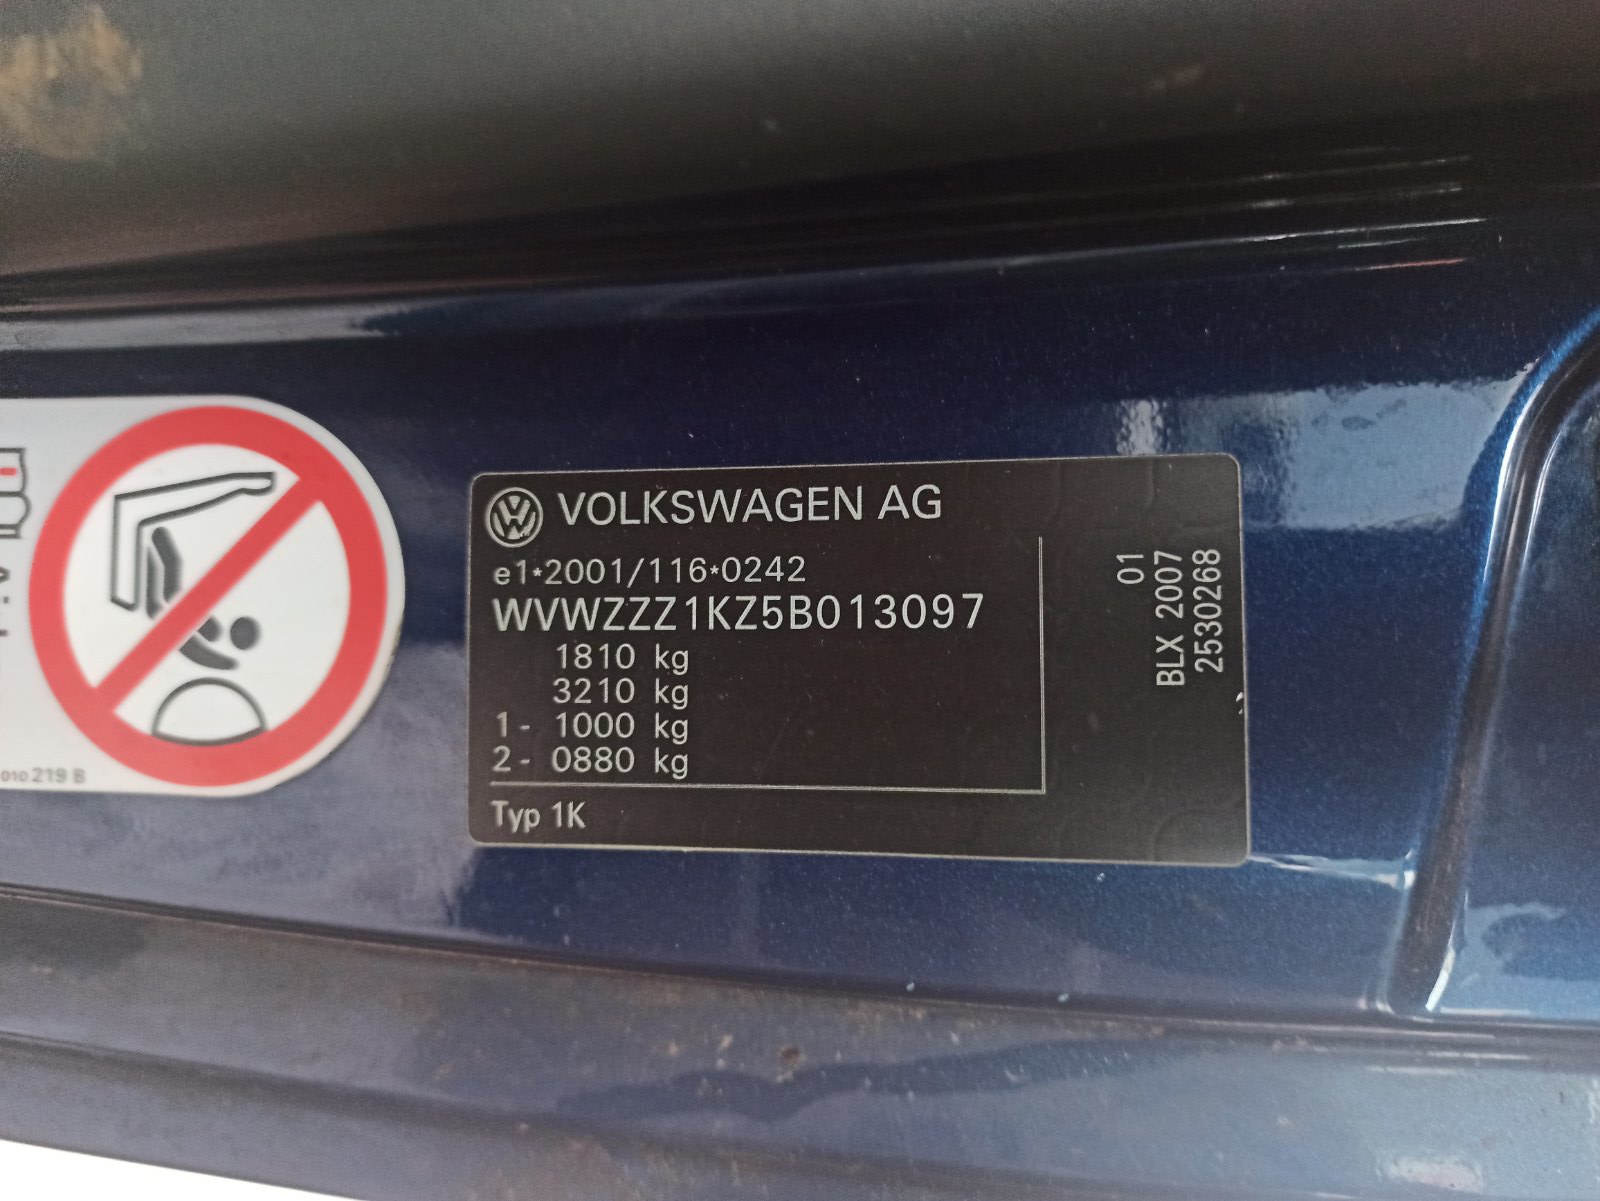 VOLKSWAGEN AG
e1*2001/116*0242
WVWZZZ1KZ5B013097
1810 kg
3210 kg
1- 1000 kg
2- 0880 kg
Typ 1K
01
BLX 2007
2530268
010.219 B